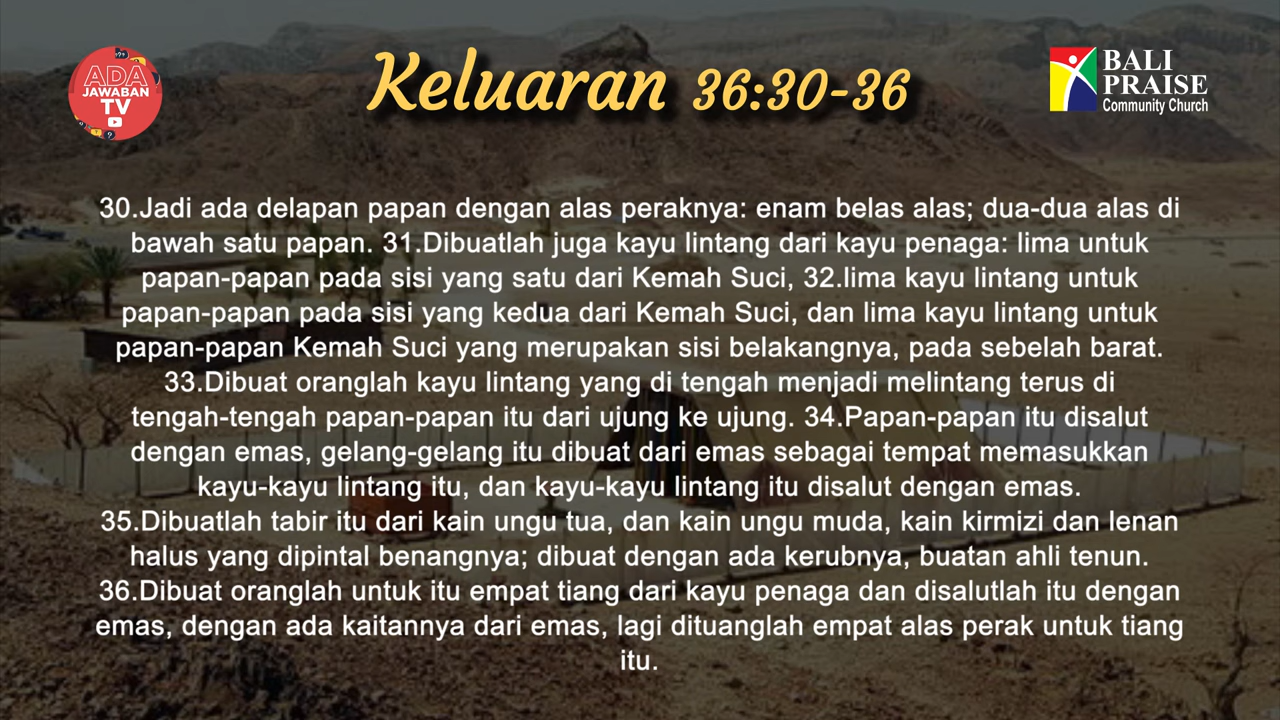 ADA
JAWABAN
TV
Keluaran 36:30-36
BALI
PRAISE
Community Church
30.Jadi ada delapan papan dengan alas peraknya: enam belas alas; dua-dua alas di
bawah satu papan. 31.Dibuatlah juga kayu lintang dari kayu penaga: lima untuk
papan-papan pada sisi yang satu dari Kemah Suci, 32.lima kayu lintang untuk
papan-papan pada sisi yang kedua dari Kemah Suci, dan lima kayu lintang untuk
papan-papan Kemah Suci yang merupakan sisi belakangnya, pada sebelah barat.
33.Dibuat oranglah kayu lintang yang di tengah menjadi melintang terus di
tengah-tengah papan-papan itu dari ujung ke ujung. 34.Papan-papan itu disalut
dengan emas, gelang-gelang itu dibuat dari emas sebagai tempat memasukkan
kayu-kayu lintang itu, dan kayu-kayu lintang itu disalut dengan emas.
35.Dibuatlah tabir itu dari kain ungu tua, dan kain ungu muda, kain kirmizi dan lenan
halus yang dipintal benangnya; dibuat dengan ada kerubnya, buatan ahli tenun.
36.Dibuat oranglah untuk itu empat tiang dari kayu penaga dan disalutlah itu dengan
emas, dengan ada kaitannya dari emas, lagi dituanglah empat alas perak untuk tiang
itu.